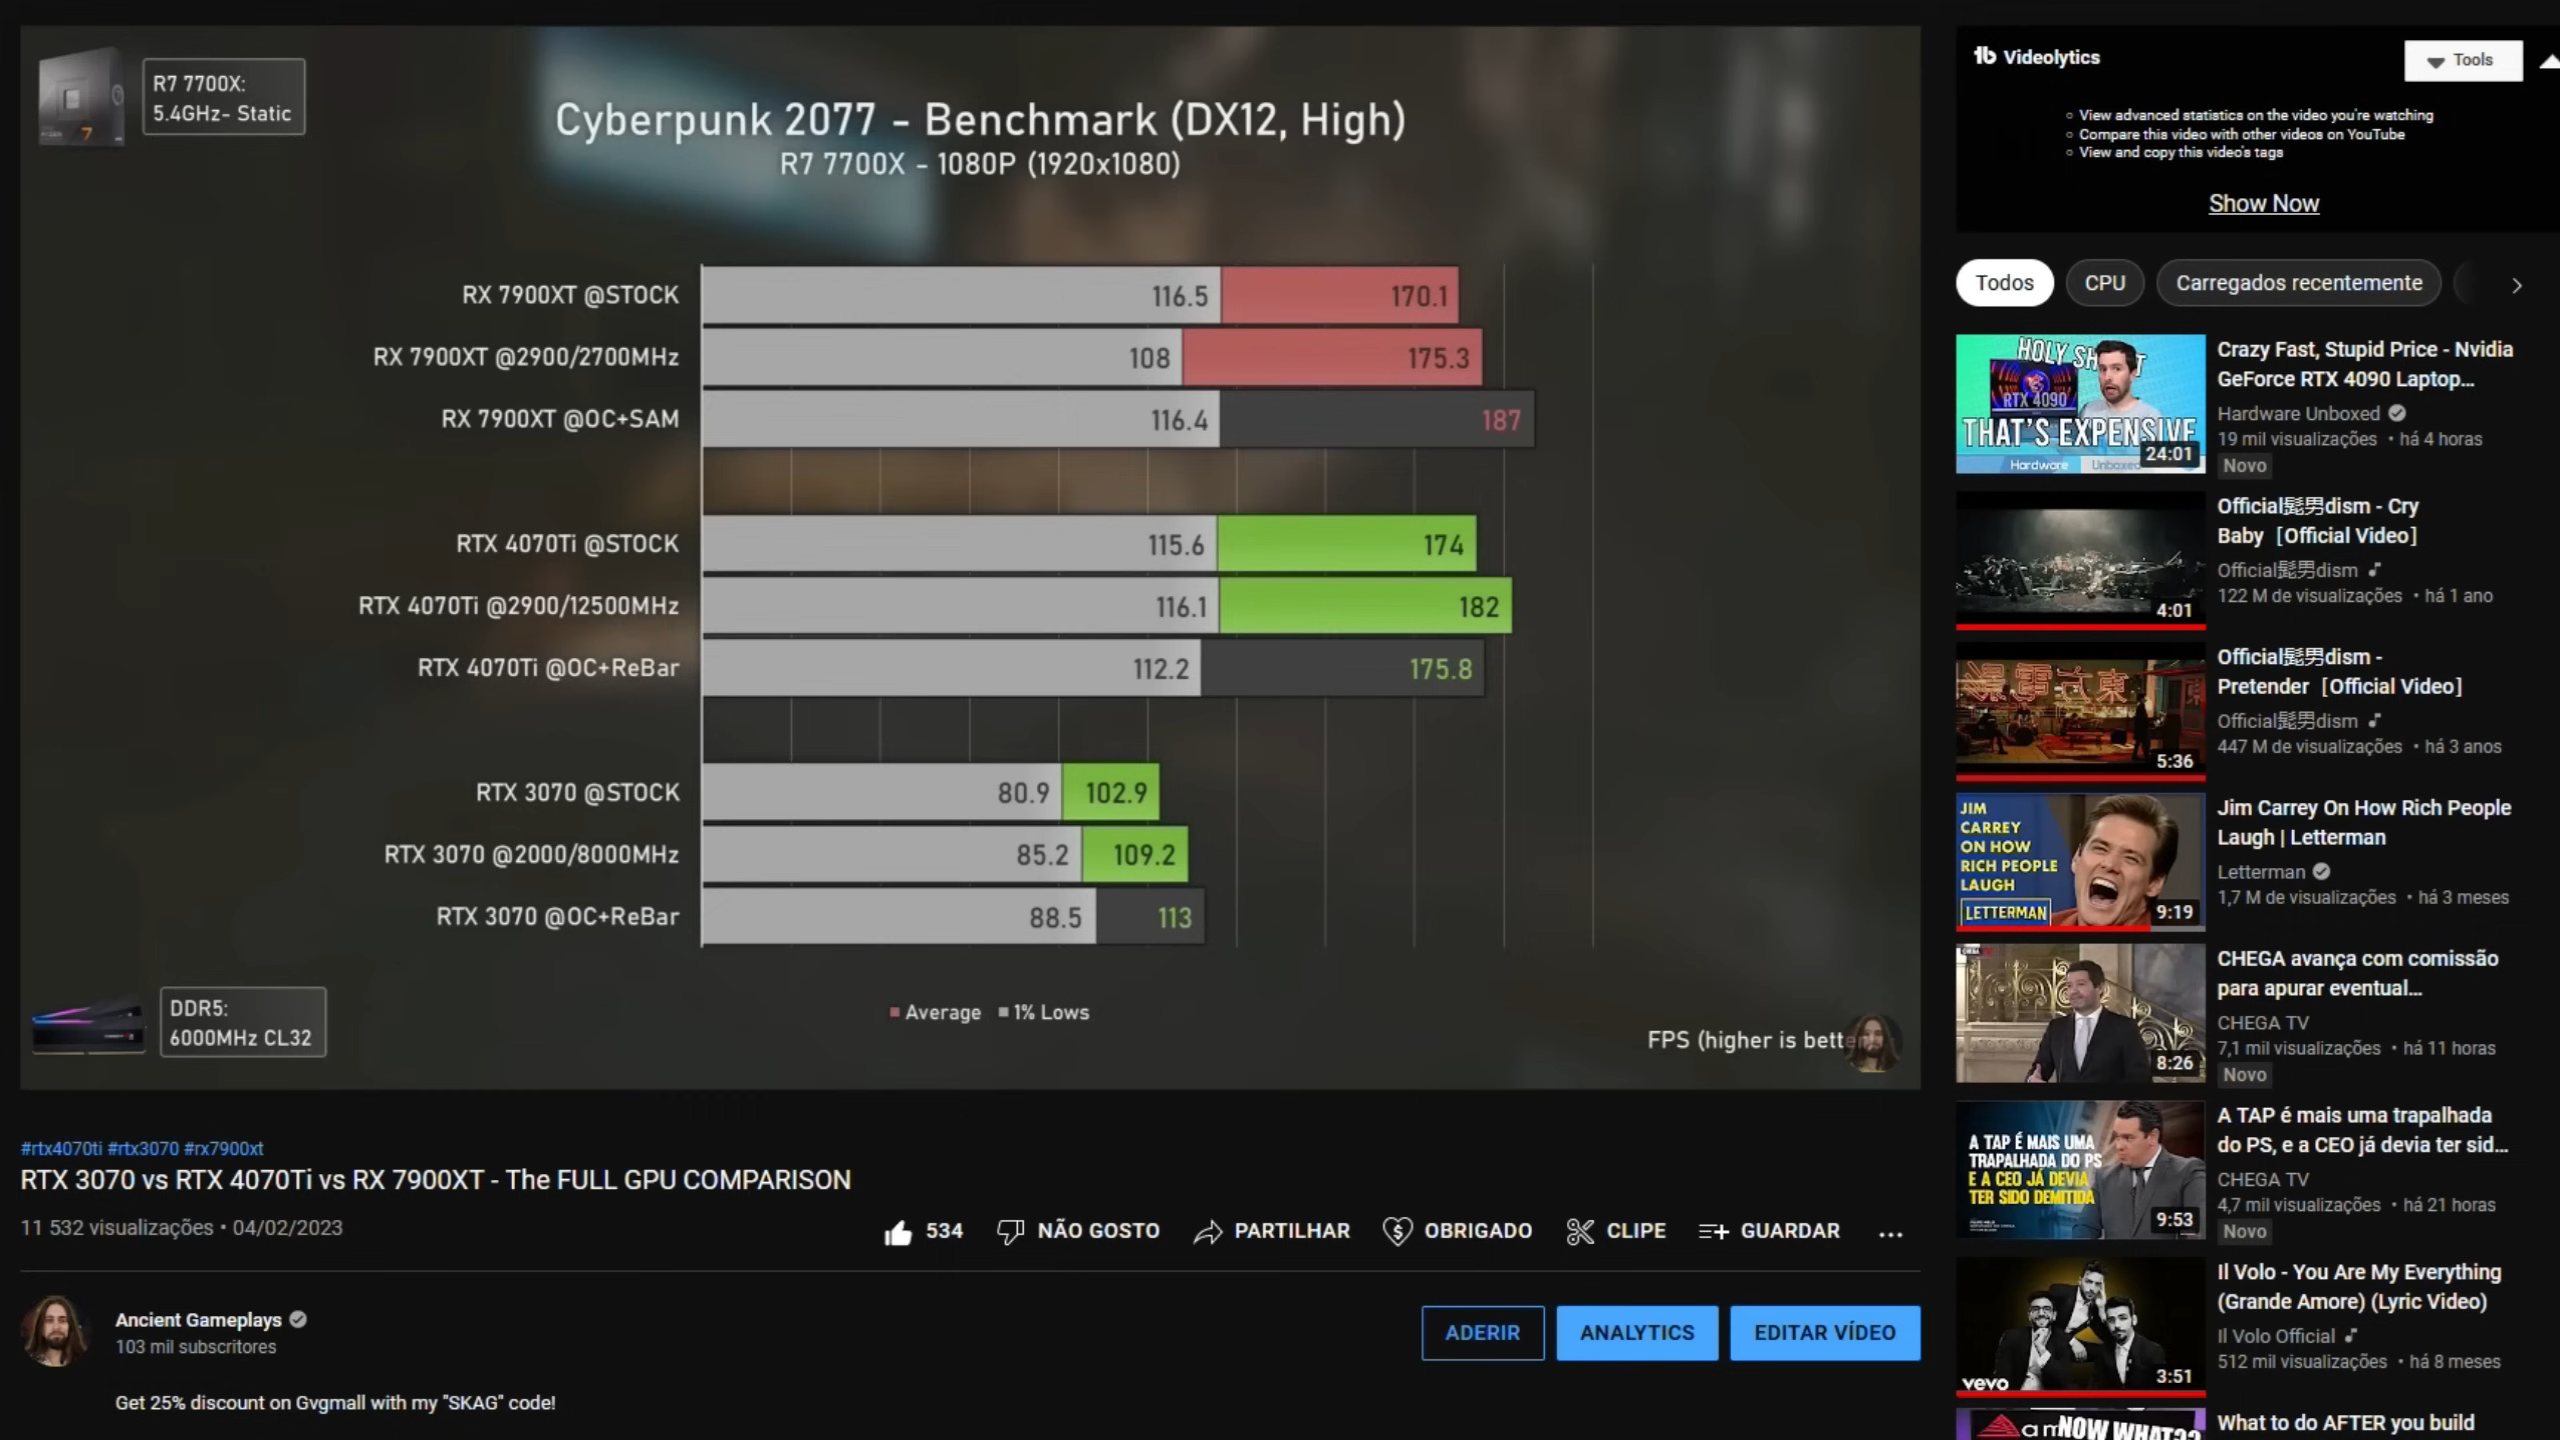 R7 7700X:
5.4GHz- Static
Cyberpunk 2077 - Benchmark (DX12, High)
R7 7700X - 1080P (1920x1080)
RX 7900XT @STOCK 116.5 170.1
RX 7900XT @2900/2700MHz 108 175.3
RX 7900XT @OC+SAM 116.4 187
RTX 4070Ti @STOCK 115.6 174
RTX 4070Ti @2900/12500MHz 116.1 182
RTX 4070Ti @OC+ReBar 112.2 175.8
RTX 3070 @STOCK 80.9 102.9
RTX 3070 @2000/8000MHz 85.2 109.2
RTX 3070 @OC+ReBar 88.5 113
Average 1% Lows
DDR5:
6000MHz CL32
FPS (higher is bette
#rtx4070ti #rtx3070 #rx7900xt
RTX 3070 vs RTX 4070Ti vs RX 7900XT - The FULL GPU COMPARISON
11 532 visualizações • 04/02/2023
534 NÃO GOSTO PARTILHAR OBRIGADO CLIPE GUARDAR ...
Ancient Gameplays
103 mil subscritores
ADERIR ANALYTICS EDITAR VÍDEO
Get 25% discount on Gvgmall with my "SKAG" code!
Videolytics
Tools
View advanced statistics on the video you're watching
Compare this video with other videos on YouTube
View and copy this video's tags
Show Now
Todos CPU Carregados recentemente
HOLY SH T
RTX 4090
THAT'S EXPENSIVE
Hardware Unboxed
24:01
Crazy Fast, Stupid Price - Nvidia
GeForce RTX 4090 Laptop...
Hardware Unboxed
19 mil visualizações • há 4 horas
Novo
4:01
Official髭男dism - Cry
Baby［Official Video］
Official髭男dism
122 M de visualizações • há 1 ano
5:36
Official髭男dism -
Pretender［Official Video］
Official髭男dism
447 M de visualizações • há 3 anos
JIM
CARREY
ON HOW
RICH PEOPLE
LAUGH
LETTERMAN
9:19
Jim Carrey On How Rich People
Laugh | Letterman
Letterman
1,7 M de visualizações • há 3 meses
8:26
CHEGA avança com comissão
para apurar eventual...
CHEGA TV
7,1 mil visualizações • há 11 horas
Novo
A TAP É MAIS UMA
TRAPALHADA DO PS
E A CEO JÁ DEVIA
TER SIDO DEMITIDA
9:53
A TAP é mais uma trapalhada
do PS, e a CEO já devia ter sid...
CHEGA TV
4,7 mil visualizações • há 21 horas
Novo
vevo
3:51
Il Volo - You Are My Everything
(Grande Amore) (Lyric Video)
Il Volo Official
512 mil visualizações • há 8 meses
NOW WHAT??
What to do AFTER you build